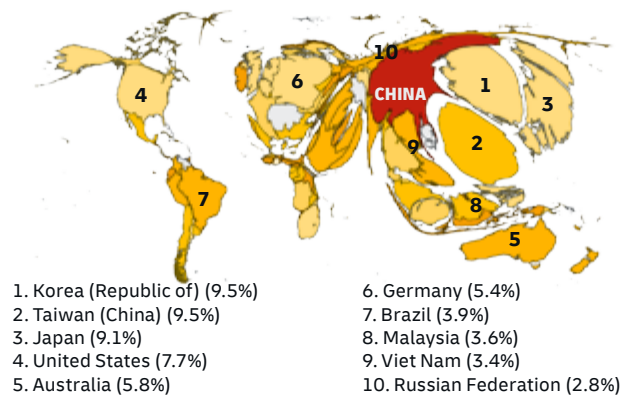 10
6
1
CHINA
4
3
9
2
7
8
5
1. Korea (Republic of) (9.5%)
2. Taiwan (China) (9.5%)
3. Japan (9.1%)
4. United States (7.7%)
5. Australia (5.8%)
6. Germany (5.4%)
7. Brazil (3.9%)
8. Malaysia (3.6%)
9. Viet Nam (3.4%)
10. Russian Federation (2.8%)